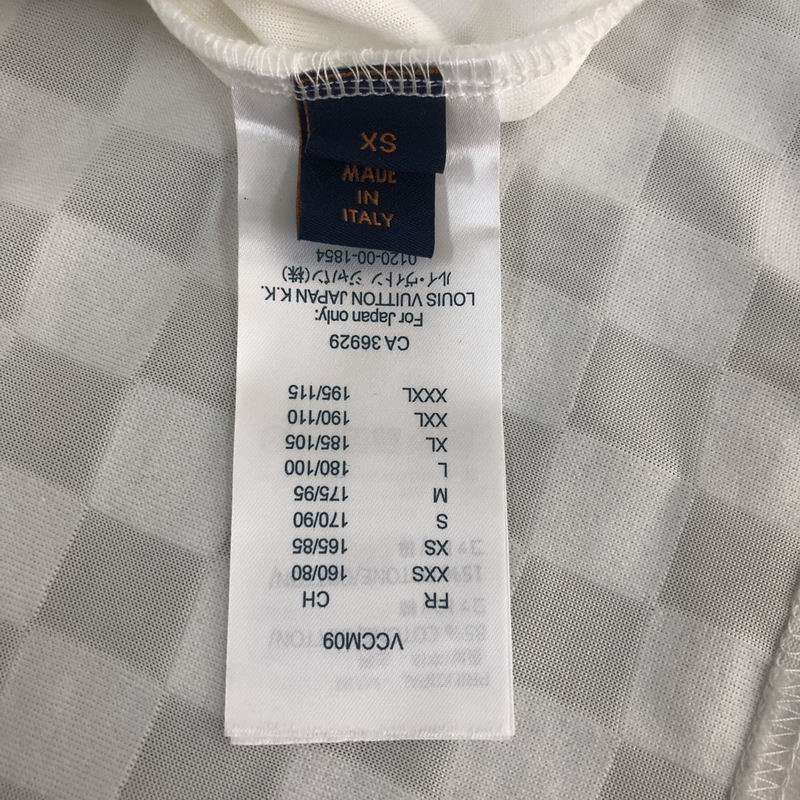 XS
MADE
IN
ITALY
VCCM09
FR CH
XXS 160/80
XS 165/85
S 170/90
M 175/95
L 180/100
XL 185/105
XXL 190/110
XXXL 195/115
CA 36929
For Japan only:
LOUIS VUITTON JAPAN K.K.
ルイ・ヴィトン ジャパン(株)
0120-00-1854